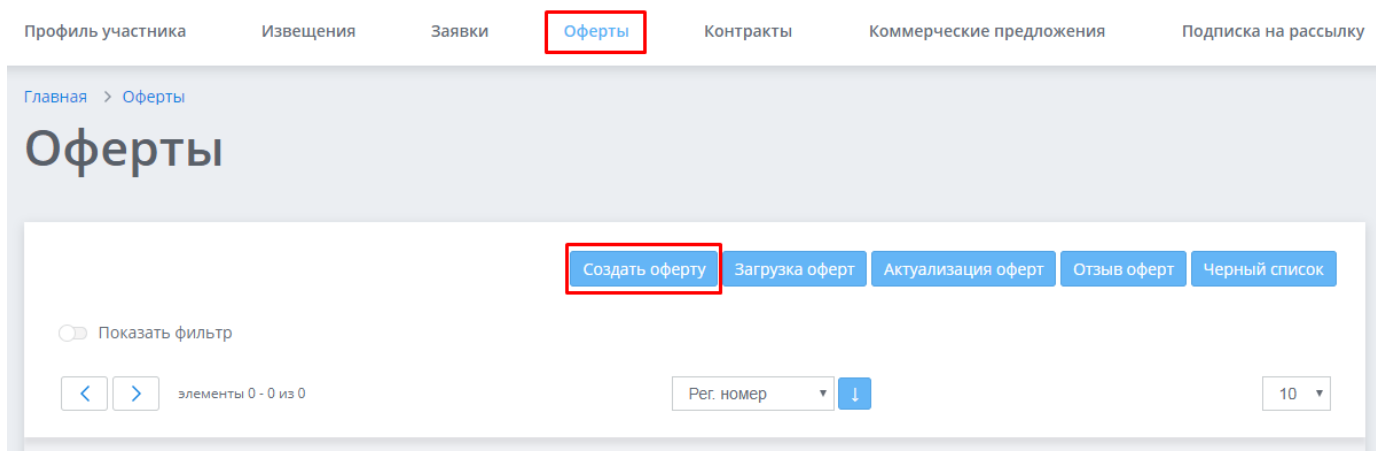 Профиль участника Извещения Заявки Оферты Контракты Коммерческие предложения Подписка на рассылку
Главная > Оферты
Оферты
Создать оферту Загрузка оферт Актуализация оферт Отзыв оферт Черный список
Показать фильтр
элементы 0 - 0 из 0 Рег. номер 10